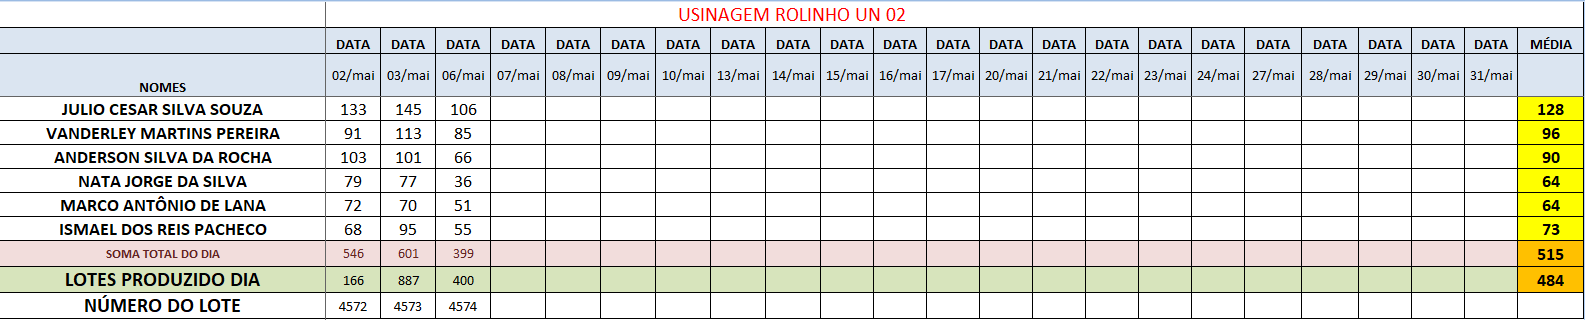 USINAGEM ROLINHO UN 02
DATA DATA DATA DATA DATA DATA DATA DATA DATA DATA DATA DATA DATA DATA DATA DATA DATA DATA DATA DATA DATA DATA MÉDIA
NOMES 02/mai 03/mai 06/mai 07/mai 08/mai 09/mai 10/mai 13/mai 14/mai 15/mai 16/mai 17/mai 20/mai 21/mai 22/mai 23/mai 24/mai 27/mai 28/mai 29/mai 30/mai 31/mai
JULIO CESAR SILVA SOUZA 133 145 106 128
VANDERLEY MARTINS PEREIRA 91 113 85 96
ANDERSON SILVA DA ROCHA 103 101 66 90
NATA JORGE DA SILVA 79 77 36 64
MARCO ANTÔNIO DE LANA 72 70 51 64
ISMAEL DOS REIS PACHECO 68 95 55 73
SOMA TOTAL DO DIA 546 601 399 515
LOTES PRODUZIDO DIA 166 887 400 484
NÚMERO DO LOTE 4572 4573 4574